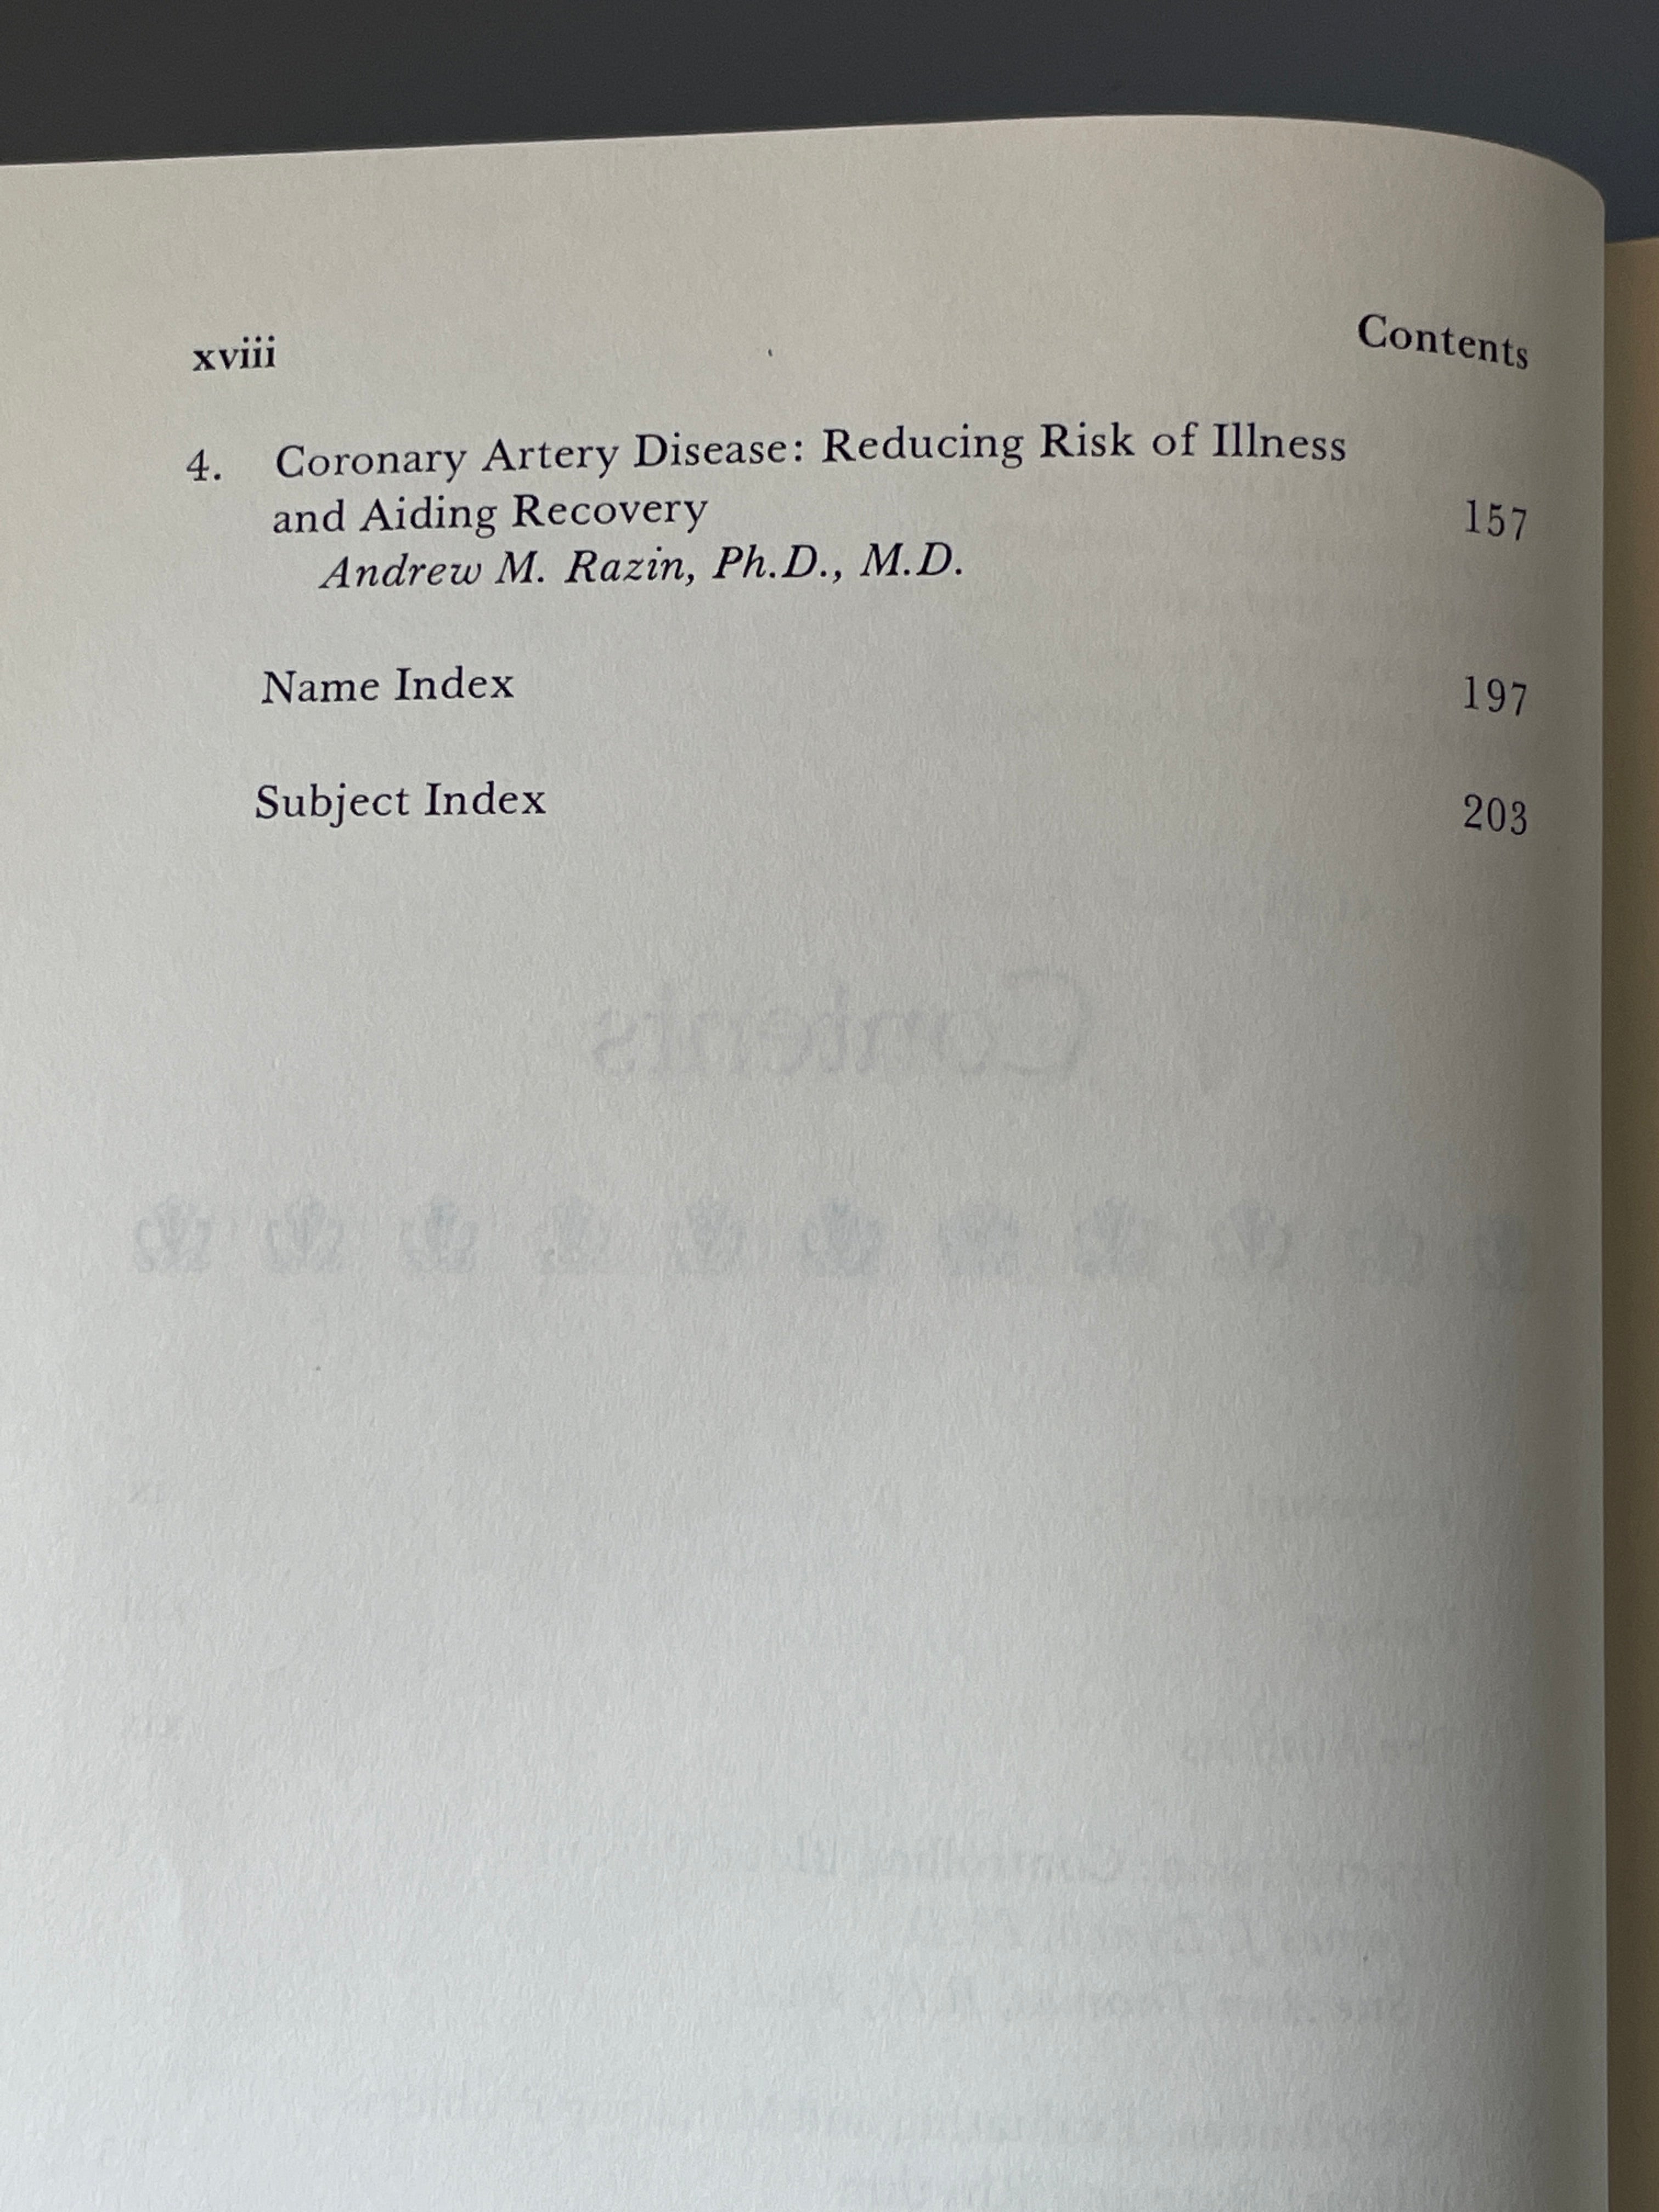 xviii Contents
4. Coronary Artery Disease: Reducing Risk of Illness
and Aiding Recovery 157
Andrew M. Razin, Ph.D., M.D.
Name Index 197
Subject Index 203
Contents